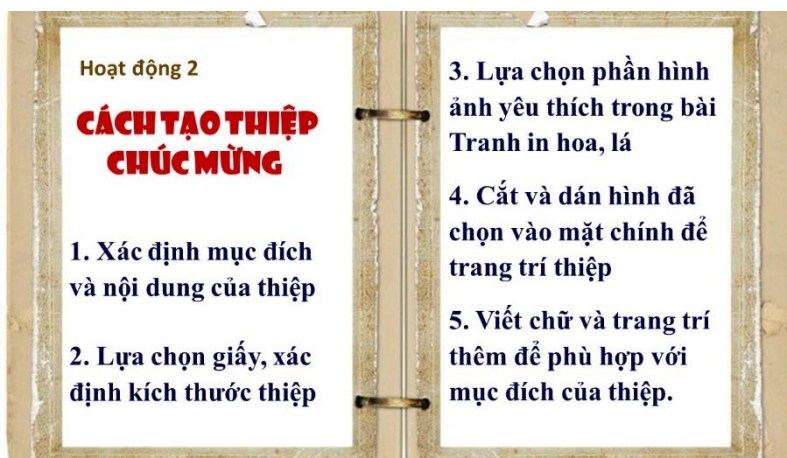 Hoạt động 2
CÁCH TẠO THIỆP
CHÚC MỪNG
1. Xác định mục đích
và nội dung của thiệp
2. Lựa chọn giấy, xác
định kích thước thiệp
3. Lựa chọn phần hình
ảnh yêu thích trong bài
Tranh in hoa, lá
4. Cắt và dán hình đã
chọn vào mặt chính để
trang trí thiệp
5. Viết chữ và trang trí
thêm để phù hợp với
mục đích của thiệp.